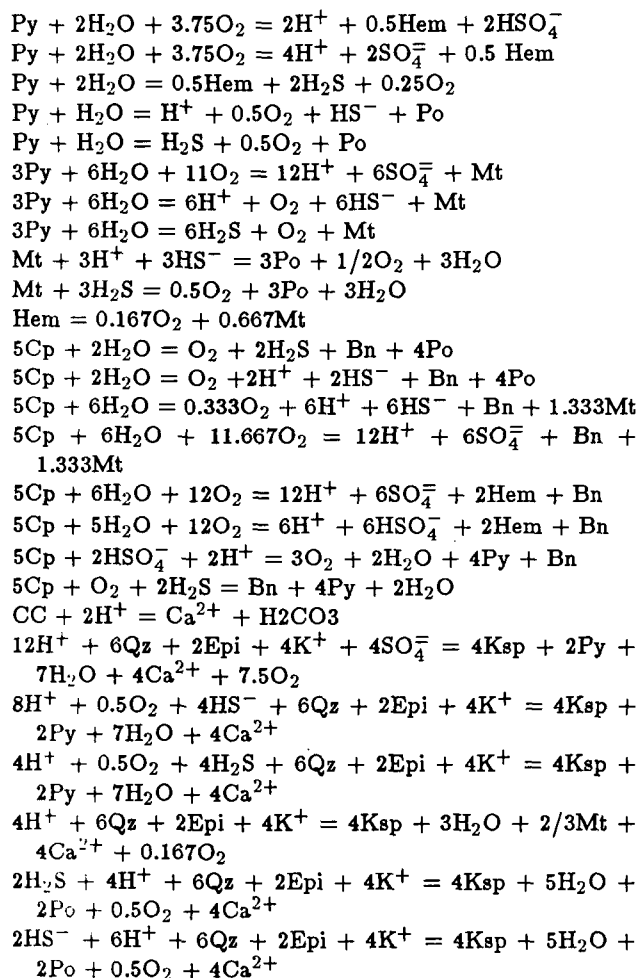 Py + 2H₂O + 3.75O₂ = 2H⁺ + 0.5Hem + 2HSO₄⁻
Py + 2H₂O + 3.75O₂ = 4H⁺ + 2SO₄⁼ + 0.5 Hem
Py + 2H₂O = 0.5Hem + 2H₂S + 0.25O₂
Py + H₂O = H⁺ + 0.5O₂ + HS⁻ + Po
Py + H₂O = H₂S + 0.5O₂ + Po
3Py + 6H₂O + 11O₂ = 12H⁺ + 6SO₄⁼ + Mt
3Py + 6H₂O = 6H⁺ + O₂ + 6HS⁻ + Mt
3Py + 6H₂O = 6H₂S + O₂ + Mt
Mt + 3H⁺ + 3HS⁻ = 3Po + 1/2O₂ + 3H₂O
Mt + 3H₂S = 0.5O₂ + 3Po + 3H₂O
Hem = 0.167O₂ + 0.667Mt
5Cp + 2H₂O = O₂ + 2H₂S + Bn + 4Po
5Cp + 2H₂O = O₂ +2H⁺ + 2HS⁻ + Bn + 4Po
5Cp + 6H₂O = 0.333O₂ + 6H⁺ + 6HS⁻ + Bn + 1.333Mt
5Cp + 6H₂O + 11.667O₂ = 12H⁺ + 6SO₄⁼ + Bn +
1.333Mt
5Cp + 6H₂O + 12O₂ = 12H⁺ + 6SO₄⁼ + 2Hem + Bn
5Cp + 5H₂O + 12O₂ = 6H⁺ + 6HSO₄⁻ + 2Hem + Bn
5Cp + 2HSO₄⁻ + 2H⁺ = 3O₂ + 2H₂O + 4Py + Bn
5Cp + O₂ + 2H₂S = Bn + 4Py + 2H₂O
CC + 2H⁺ = Ca²⁺ + H2CO3
12H⁺ + 6Qz + 2Epi + 4K⁺ + 4SO₄⁼ = 4Ksp + 2Py +
7H₂O + 4Ca²⁺ + 7.5O₂
8H⁺ + 0.5O₂ + 4HS⁻ + 6Qz + 2Epi + 4K⁺ = 4Ksp +
2Py + 7H₂O + 4Ca²⁺
4H⁺ + 0.5O₂ + 4H₂S + 6Qz + 2Epi + 4K⁺ = 4Ksp +
2Py + 7H₂O + 4Ca²⁺
4H⁺ + 6Qz + 2Epi + 4K⁺ = 4Ksp + 3H₂O + 2/3Mt +
4Ca²⁺ + 0.167O₂
2H₂S + 4H⁺ + 6Qz + 2Epi + 4K⁺ = 4Ksp + 5H₂O +
2Po + 0.5O₂ + 4Ca²⁺
2HS⁻ + 6H⁺ + 6Qz + 2Epi + 4K⁺ = 4Ksp + 5H₂O +
2Po + 0.5O₂ + 4Ca²⁺